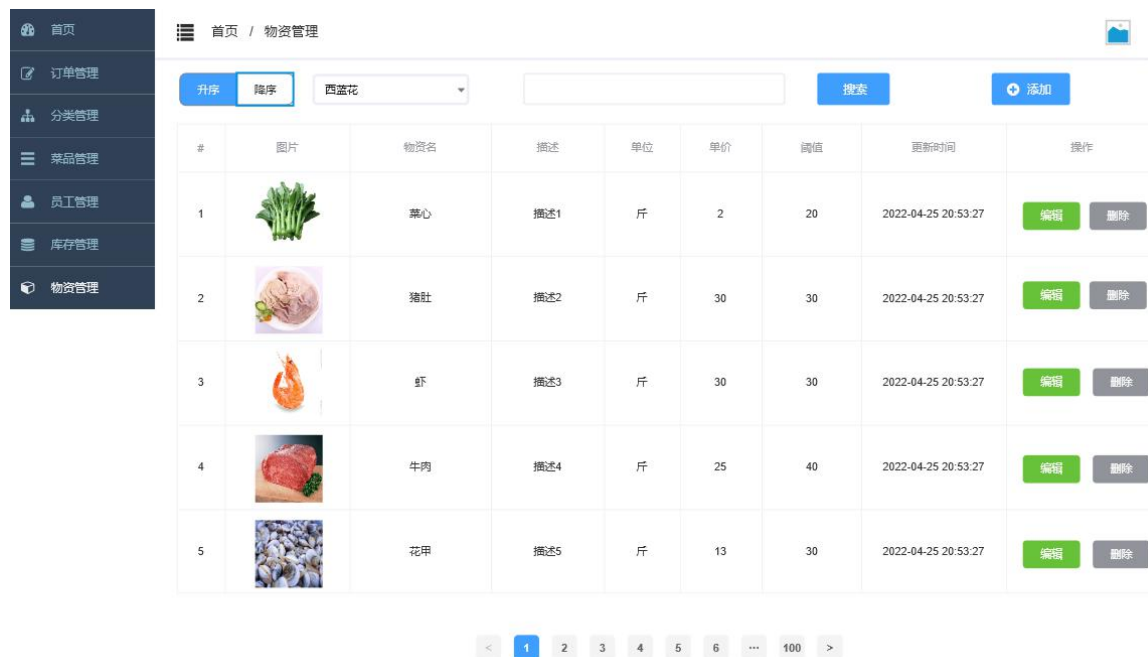 首页
订单管理
分类管理
菜品管理
员工管理
库存管理
物资管理
首页 / 物资管理
升序 降序 西蓝花 搜索 添加
# 图片 物资名 描述 单位 单价 阈值 更新时间 操作
1 菜心 描述1 斤 2 20 2022-04-25 20:53:27 编辑 删除
2 猪肚 描述2 斤 30 30 2022-04-25 20:53:27 编辑 删除
3 虾 描述3 斤 30 30 2022-04-25 20:53:27 编辑 删除
4 牛肉 描述4 斤 25 40 2022-04-25 20:53:27 编辑 删除
5 花甲 描述5 斤 13 30 2022-04-25 20:53:27 编辑 删除
< 1 2 3 4 5 6 ··· 100 >